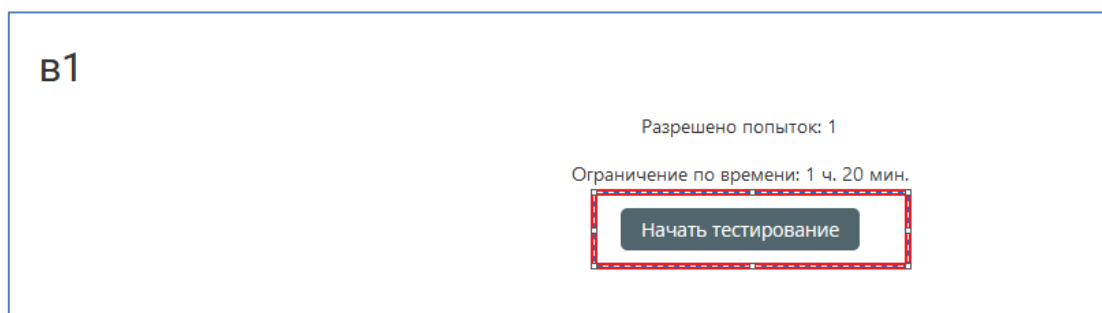 в1
Разрешено попыток: 1
Ограничение по времени: 1 ч. 20 мин.
Начать тестирование